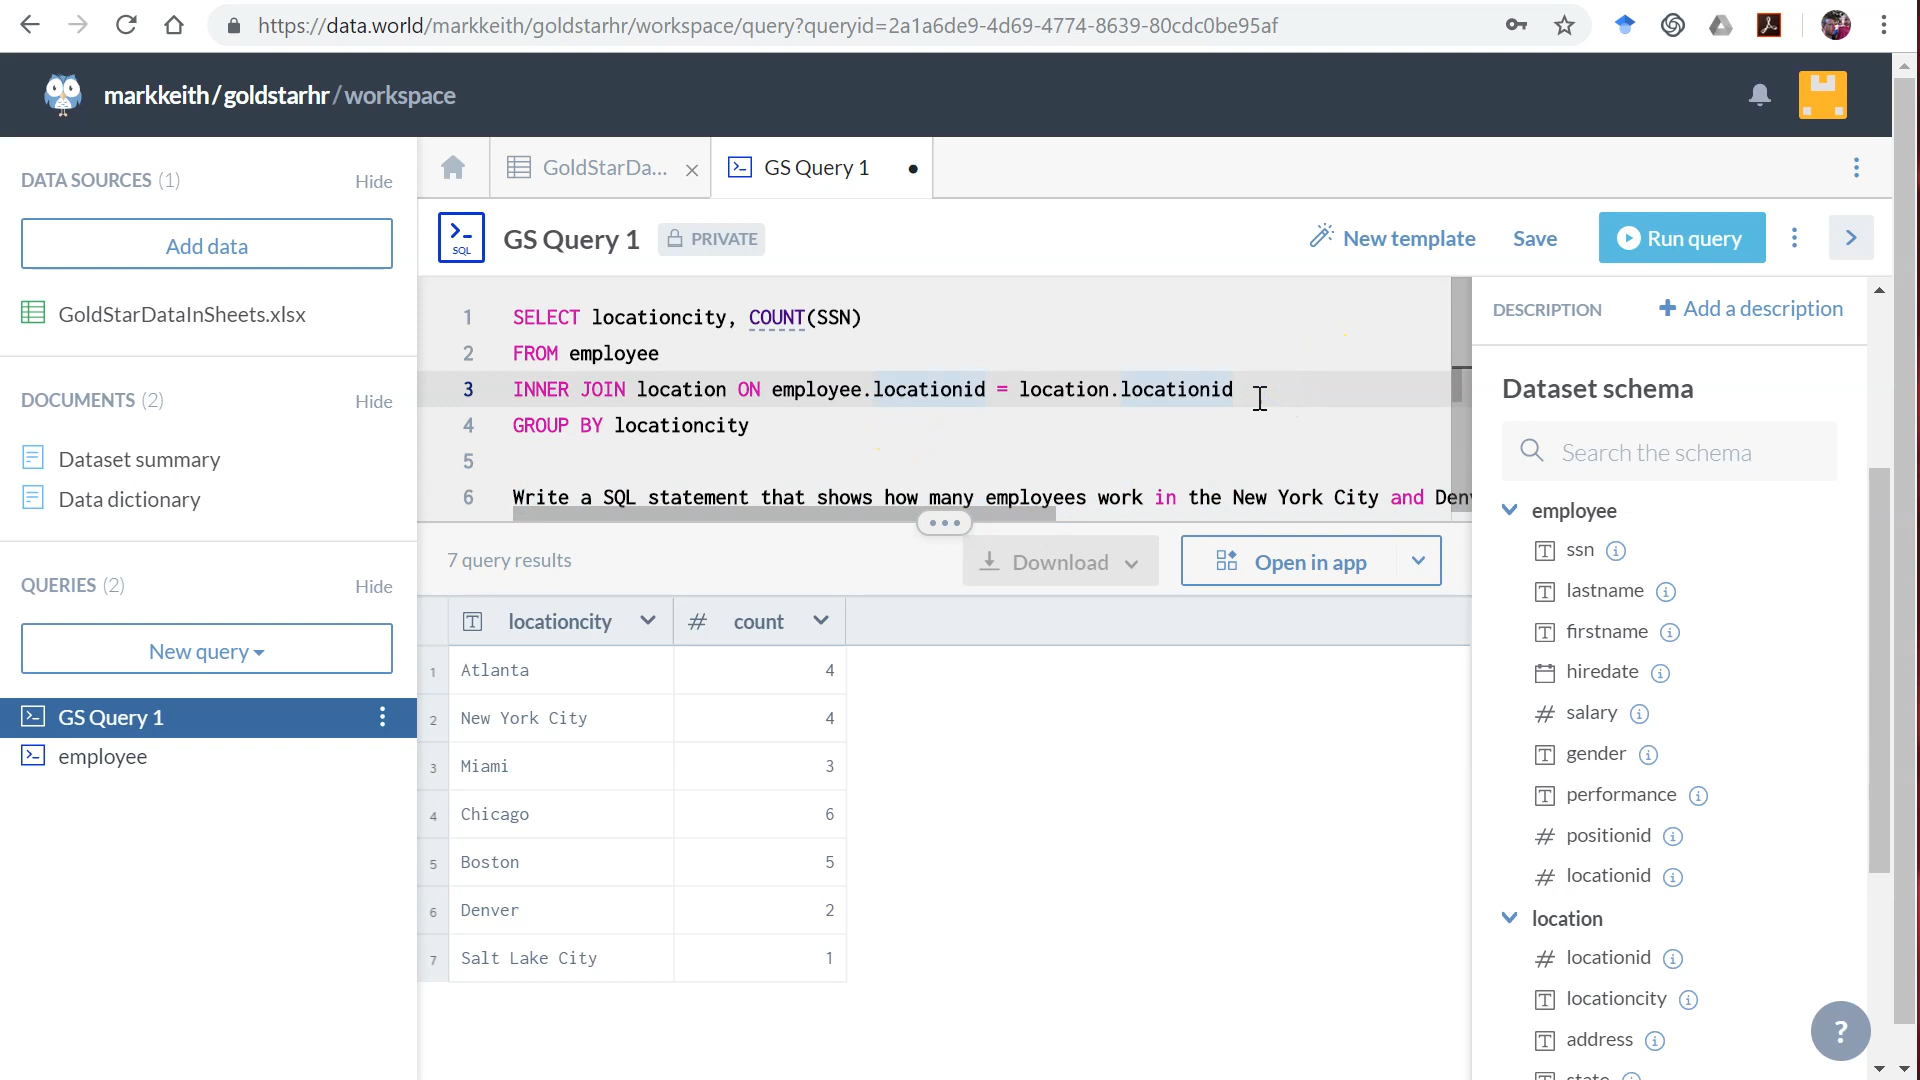 https://data.world/markkeith/goldstarhr/workspace/query?queryid=2a1a6de9-4d69-4774-8639-80cdc0be95af
markkeith/goldstarhr/workspace
DATA SOURCES (1)
Hide
Add data
GoldStarDataInSheets.xlsx
DOCUMENTS (2)
Hide
Dataset summary
Data dictionary
QUERIES (2)
Hide
New query
GS Query 1
employee
GoldStarDa...
GS Query 1
SQL
GS Query 1
PRIVATE
New template
Save
Run query
1 SELECT locationcity, COUNT(SSN)
2 FROM employee
3 INNER JOIN location ON employee.locationid = location.locationid
4 GROUP BY locationcity
5
6 Write a SQL statement that shows how many employees work in the New York City and
7 query results
Download
Open in app
locationcity # count
1 Atlanta 4
2 New York City 4
3 Miami 3
4 Chicago 6
5 Boston 5
6 Denver 2
7 Salt Lake City 1
DESCRIPTION
+ Add a description
Dataset schema
Search the schema
employee
T ssn
T lastname
T firstname
hiredate
# salary
T gender
T performance
# positionid
# locationid
location
# locationid
T locationcity
T address
?